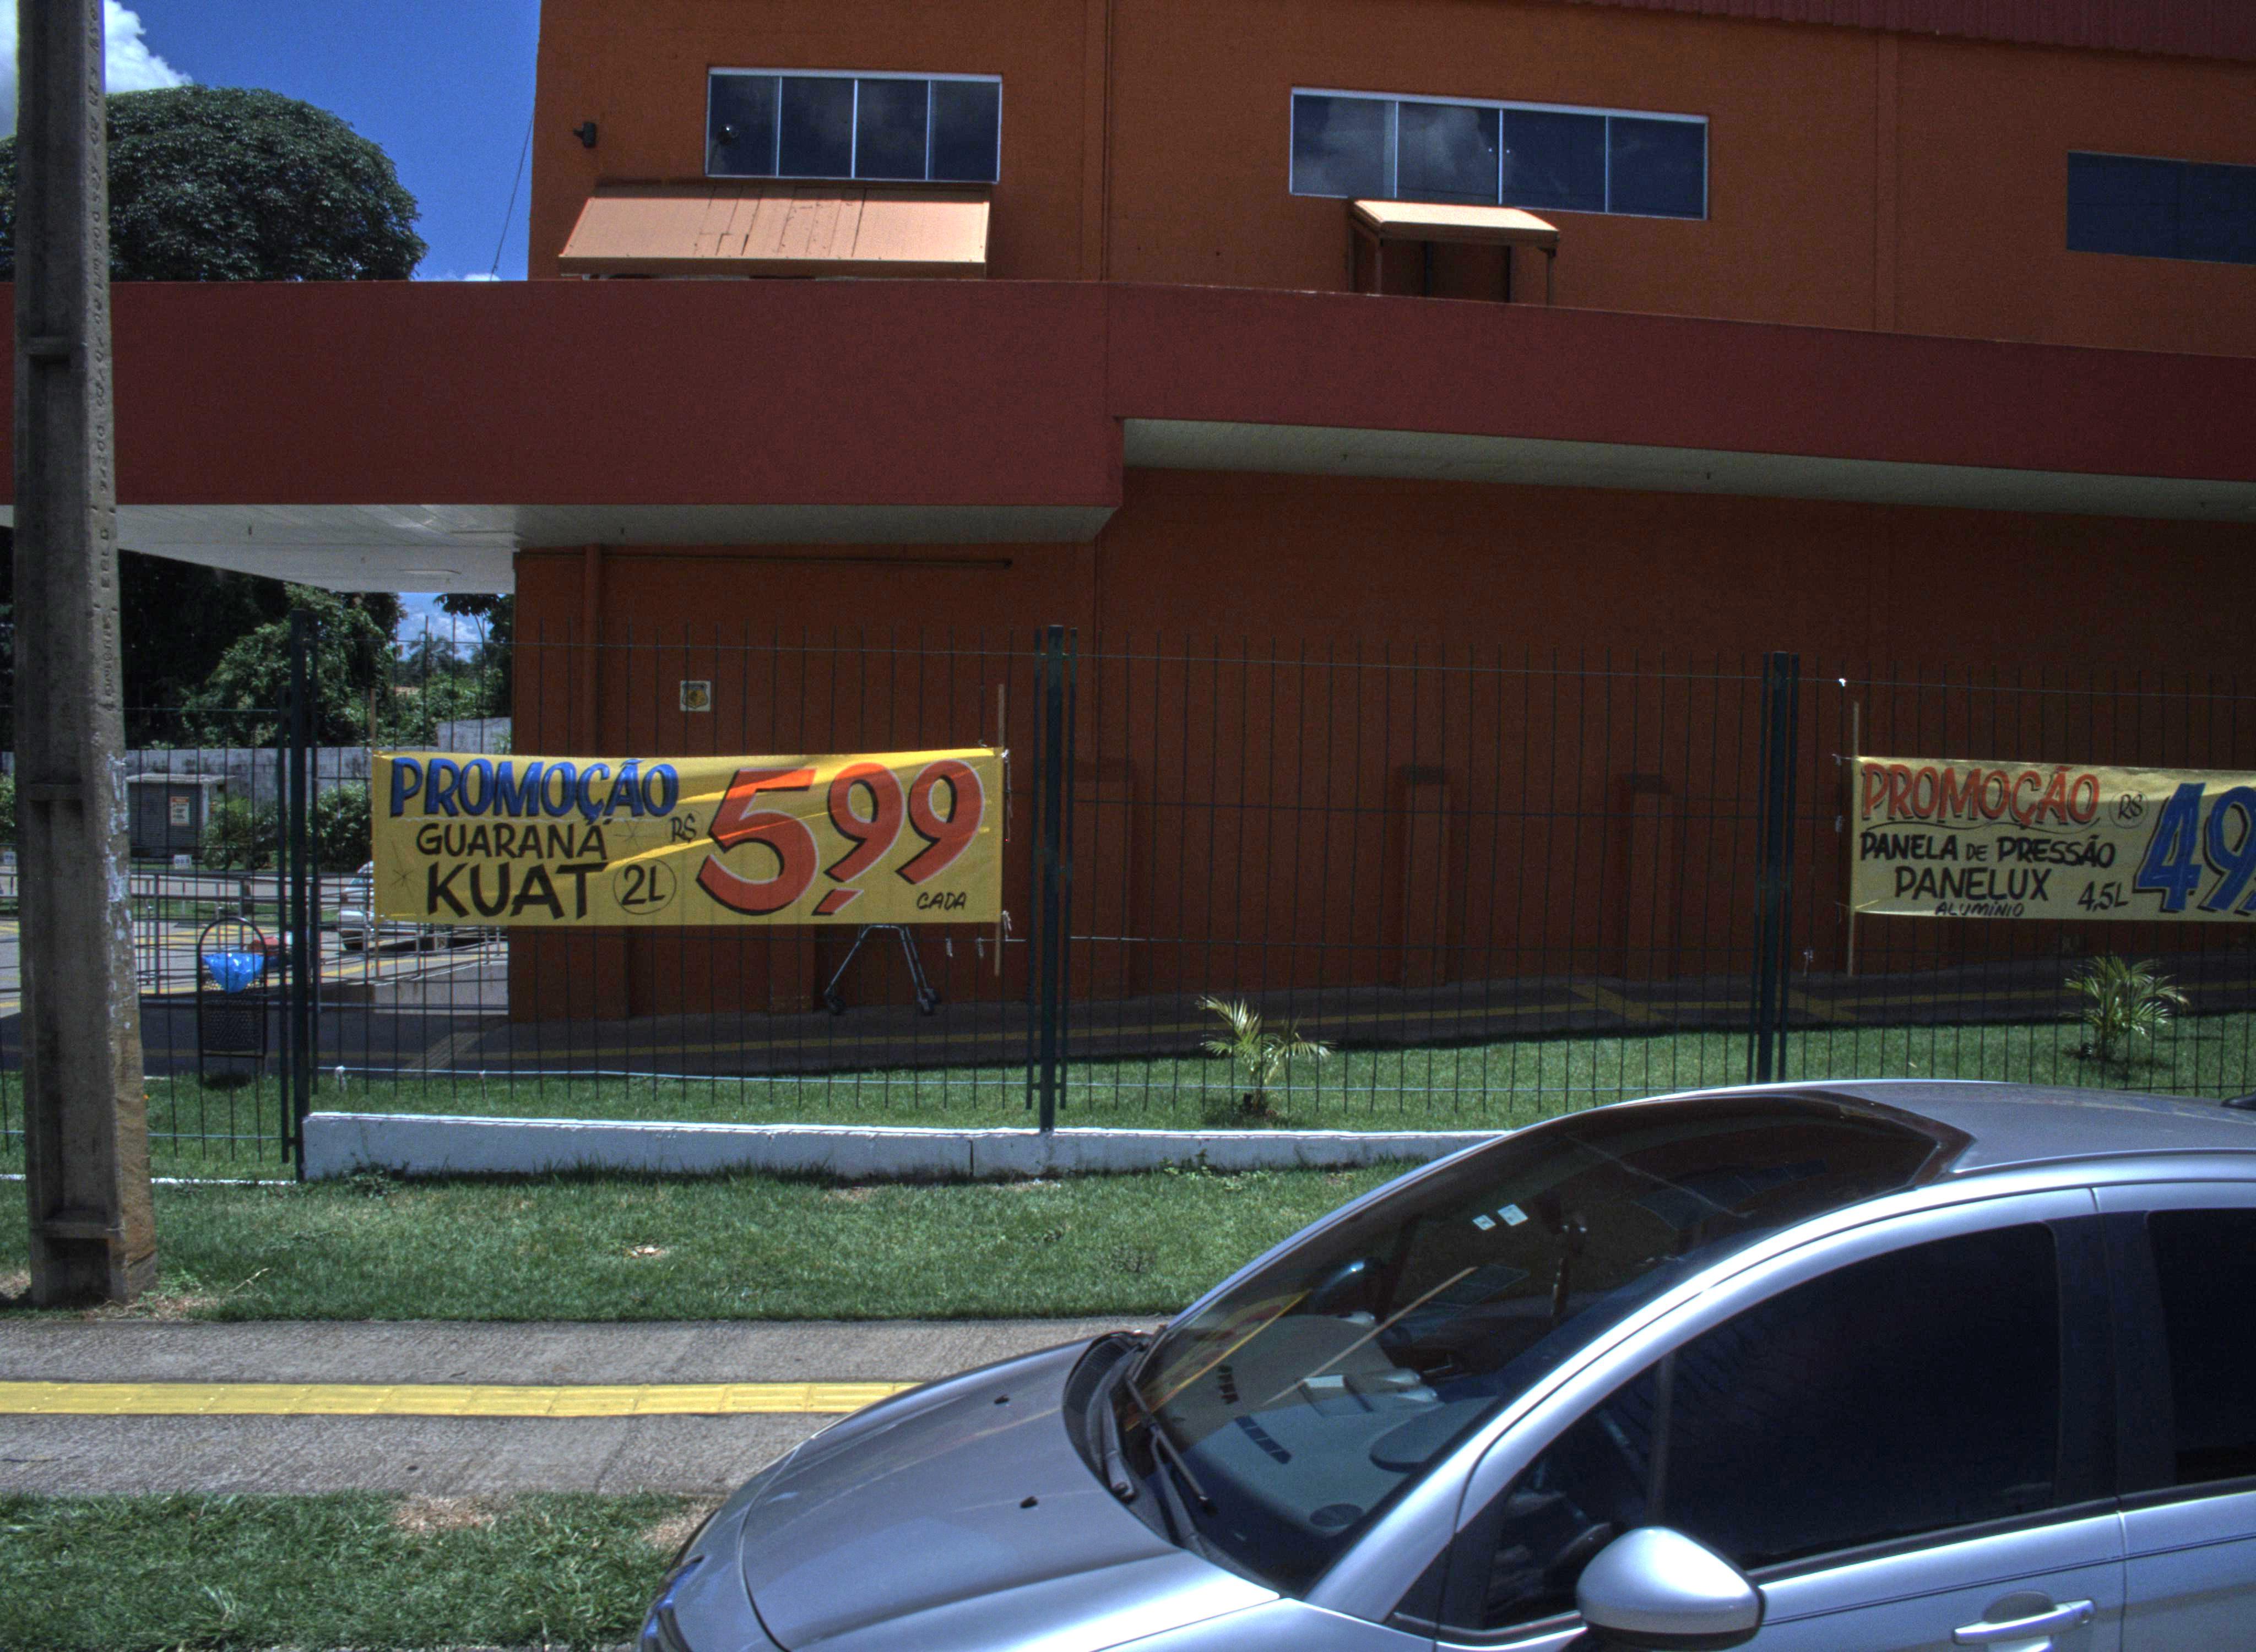 PROMOÇÃO
GUARANÁ
KUAT 2L
R$ 5,99
CADA
PROMOÇÃO R$ 49,
PANELA DE PRESSÃO
PANELUX 4,5L
ALUMÍNIO